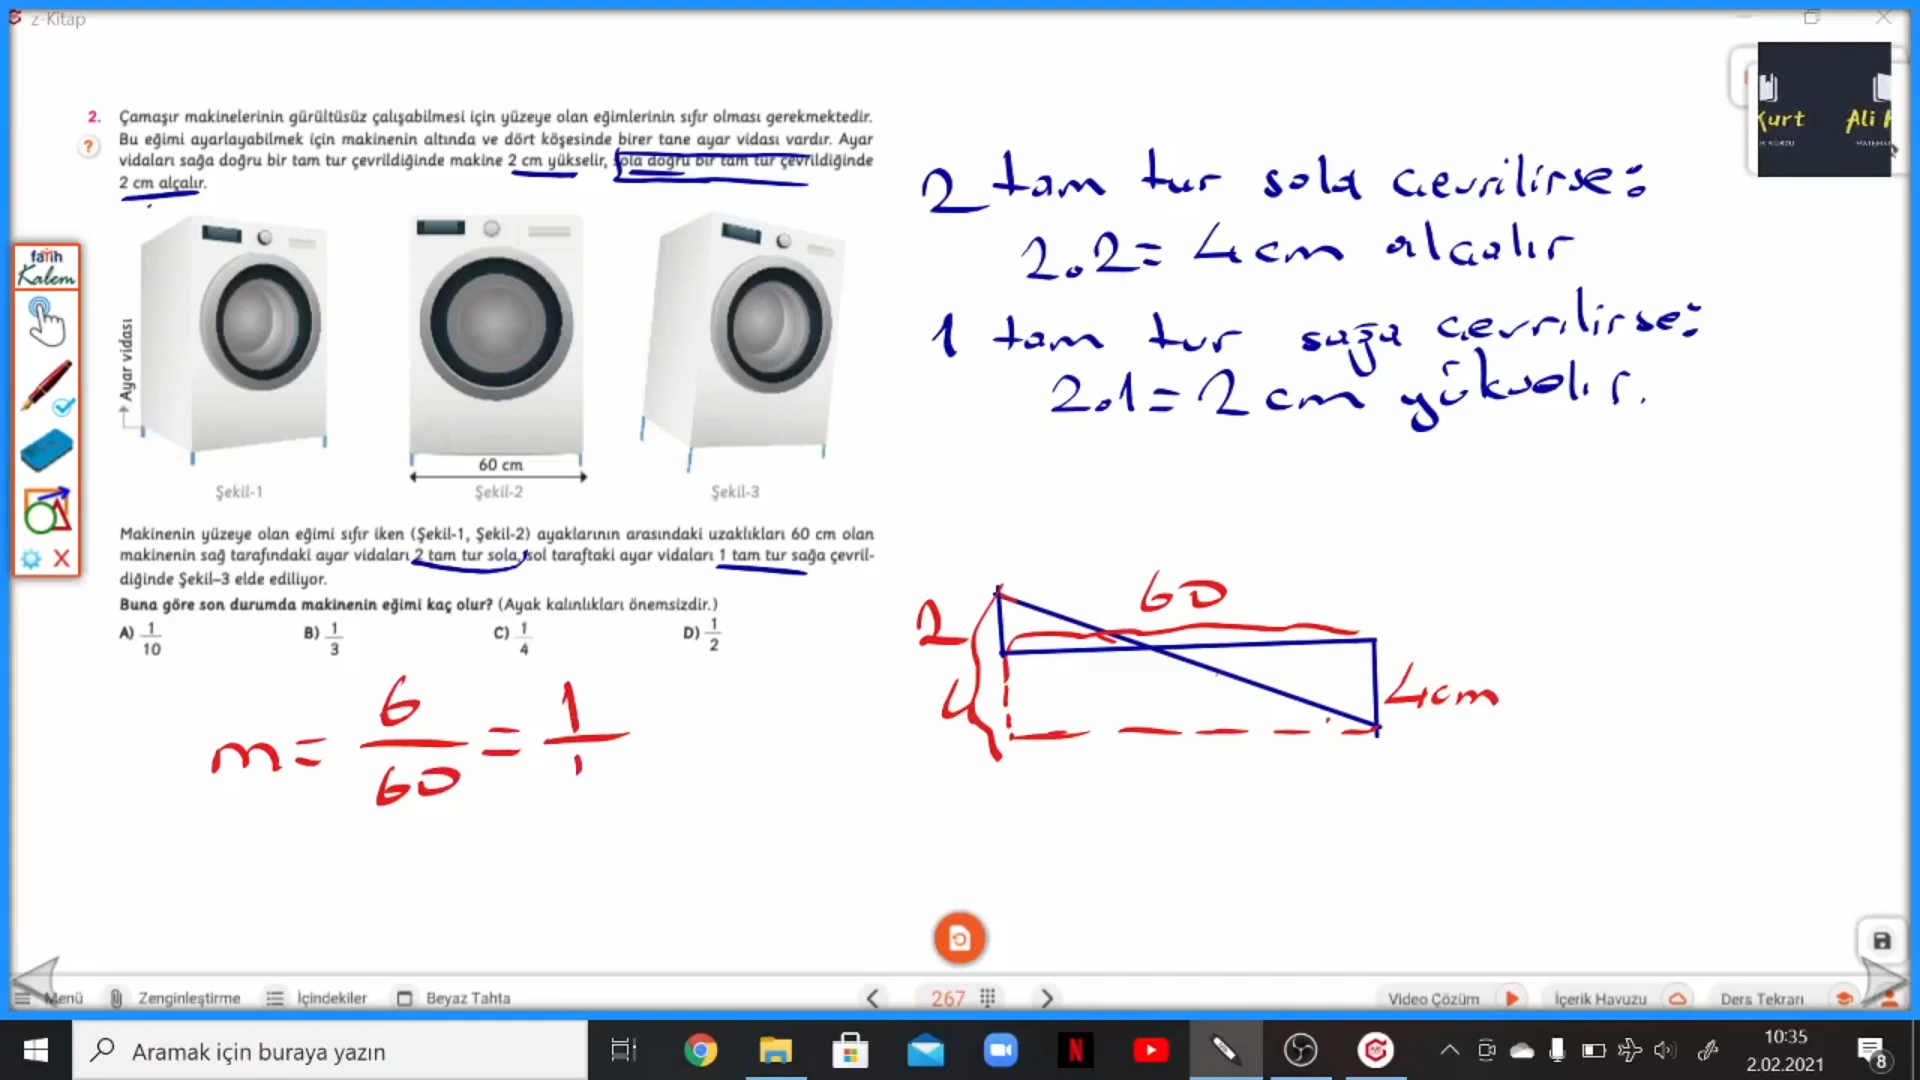 z-Kitap
2. Çamaşır makinelerinin gürültüsüz çalışabilmesi için yüzeye olan eğimlerinin sıfır olması gerekmektedir.
? Bu eğimi ayarlayabilmek için makinenin altında ve dört köşesinde birer tane ayar vidası vardır. Ayar
vidaları sağa doğru bir tam tur çevrildiğinde makine 2 cm yükselir, sola doğru bir tam tur çevrildiğinde
2 cm alçalır.
fatih
Kalem
Ayar vidası
60 cm
Şekil-1
Şekil-2
Şekil-3
Makinenin yüzeye olan eğimi sıfır iken (Şekil-1, Şekil-2) ayaklarının arasındaki uzaklıkları 60 cm olan
makinenin sağ tarafındaki ayar vidaları 2 tam tur sola, sol taraftaki ayar vidaları 1 tam tur sağa çevril-
diğinde Şekil–3 elde ediliyor.
Buna göre son durumda makinenin eğimi kaç olur? (Ayak kalınlıkları önemsizdir.)
A) 1/10 B) 1/3 C) 1/4 D) 1/2
m = 6/60 = 1/
Kurt
Ali
2 tam tur sola çevrilirse:
2.2= 4cm alçalır
1 tam tur sağa çevrilirse:
2.1= 2 cm yükselir.
60
2
4
4cm
Menü Zenginleştirme İçindekiler Beyaz Tahta 267 Video Çözüm İçerik Havuzu Ders Tekrarı
Aramak için buraya yazın
N
10:35
2.02.2021
8